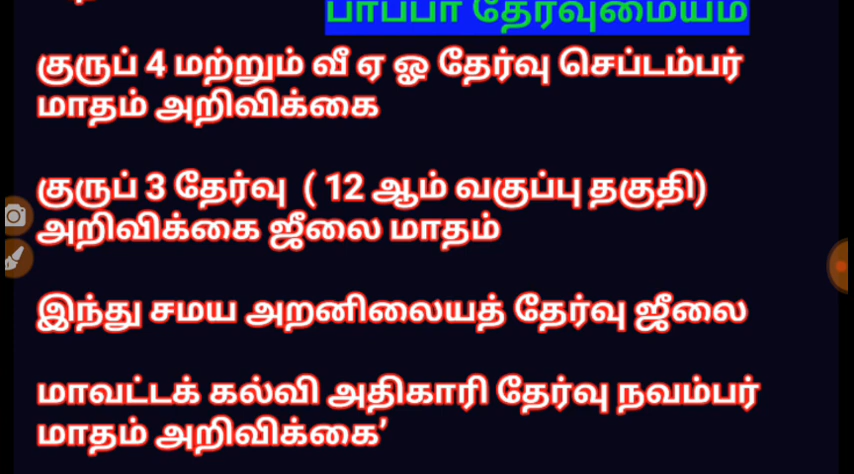 பாப்பா தேர்வுமையம்
குருப் 4 மற்றும் வீ ஏ ஓ தேர்வு செப்டம்பர்
மாதம் அறிவிக்கை
குருப் 3 தேர்வு ( 12 ஆம் வகுப்பு தகுதி)
அறிவிக்கை ஜீலை மாதம்
இந்து சமய அறனிலையத் தேர்வு ஜீலை
மாவட்டக் கல்வி அதிகாரி தேர்வு நவம்பர்
மாதம் அறிவிக்கை’